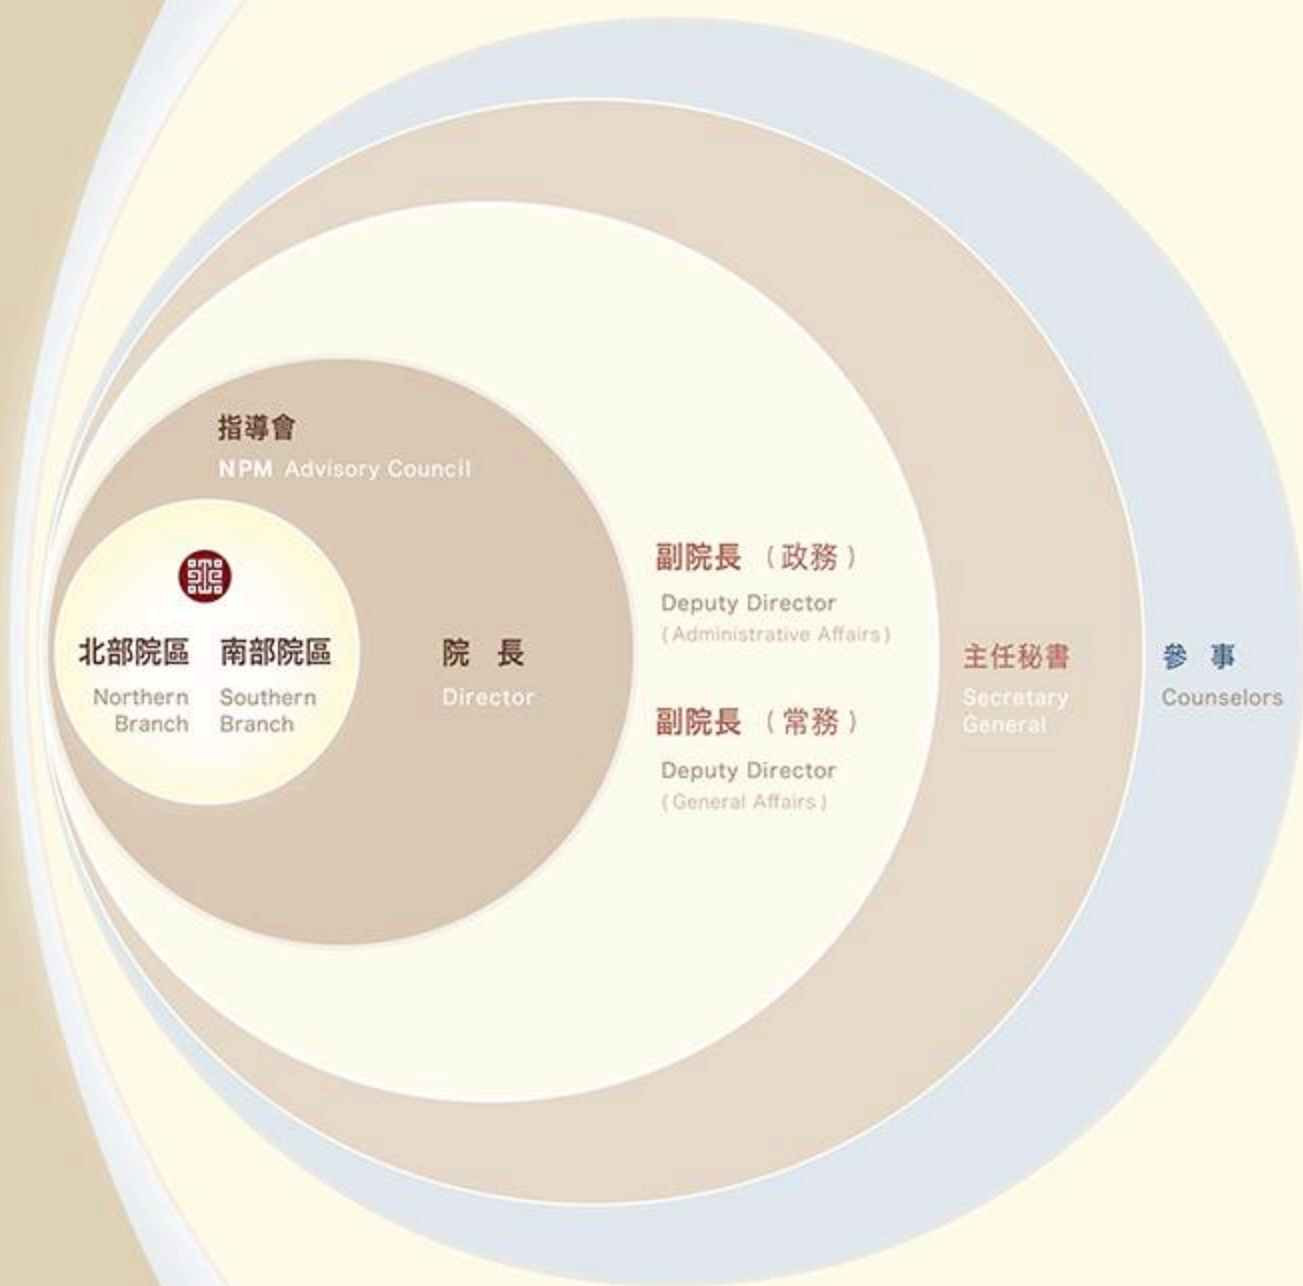 指導會
NPM Advisory Council
北部院區
Northern
Branch
南部院區
Southern
Branch
院 長
Director
副院長 (政務)
Deputy Director
(Administrative Affairs)
副院長 (常務)
Deputy Director
(General Affairs)
主任秘書
Secretary
General
參 事
Counselors